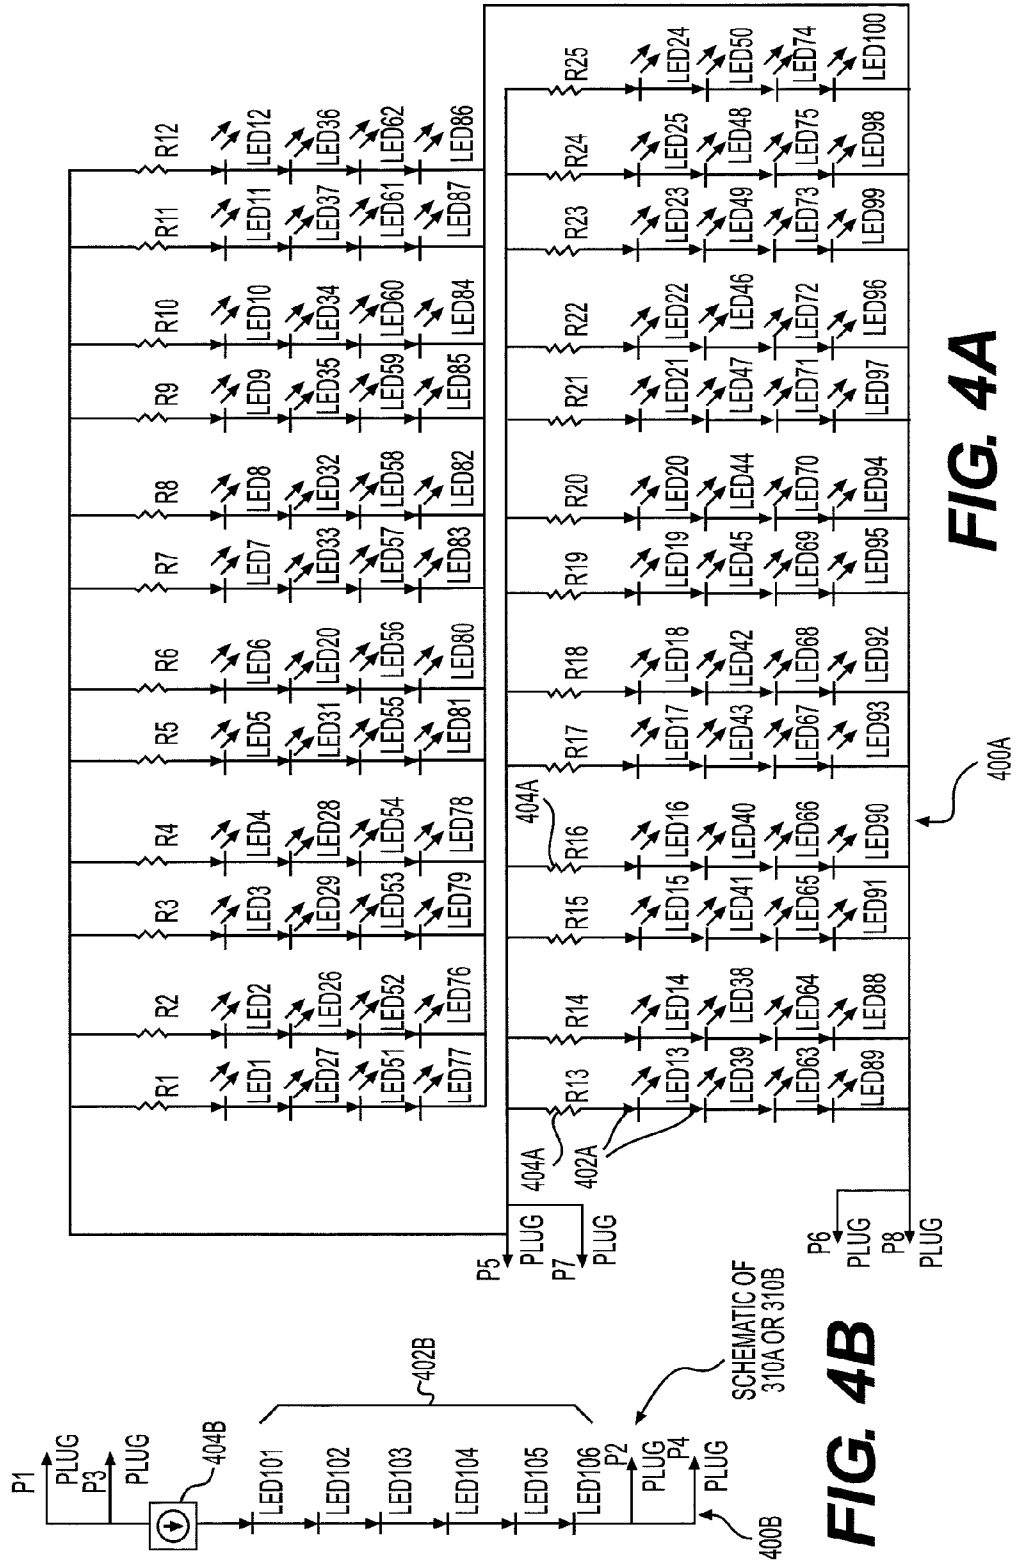 R1
R2
R3
R4
R5
R6
R7
R8
R9
R10
R11
R12
LED1
LED2
LED3
LED4
LED5
LED6
LED7
LED8
LED9
LED10
LED11
LED12
LED27
LED26
LED29
LED28
LED31
LED20
LED33
LED32
LED35
LED34
LED37
LED36
LED51
LED52
LED53
LED54
LED55
LED56
LED57
LED58
LED59
LED60
LED61
LED62
LED77
LED76
LED79
LED78
LED81
LED80
LED83
LED82
LED85
LED84
LED87
LED86
P5
PLUG
P7
PLUG
404A
404A
402A
R13
R14
R15
R16
R17
R18
R19
R20
R21
R22
R23
R24
R25
LED13
LED14
LED15
LED16
LED17
LED18
LED19
LED20
LED21
LED22
LED23
LED25
LED24
LED39
LED38
LED41
LED40
LED43
LED42
LED45
LED44
LED47
LED46
LED49
LED48
LED50
LED63
LED64
LED65
LED66
LED67
LED68
LED69
LED70
LED71
LED72
LED73
LED75
LED74
LED89
LED88
LED91
LED90
LED93
LED92
LED95
LED94
LED97
LED96
LED99
LED98
LED100
P6
PLUG
P8
PLUG
400A
FIG. 4A
P1
PLUG
P3
PLUG
404B
LED101
LED102
LED103
LED104
LED105
LED106
402B
P2
PLUG
P4
PLUG
SCHEMATIC OF
310A OR 310B
400B
FIG. 4B